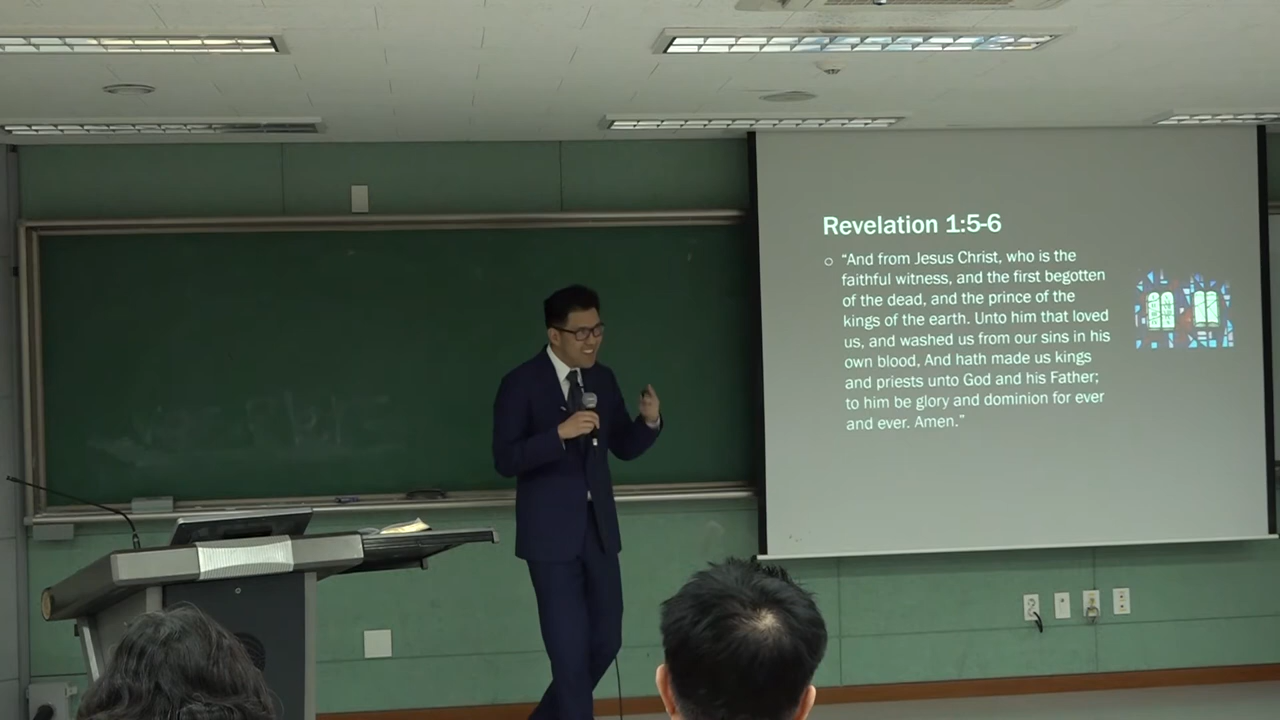 Revelation 1:5-6
“And from Jesus Christ, who is the
faithful witness, and the first begotten
of the dead, and the prince of the
kings of the earth. Unto him that loved
us, and washed us from our sins in his
own blood, And hath made us kings
and priests unto God and his Father;
to him be glory and dominion for ever
and ever. Amen.”